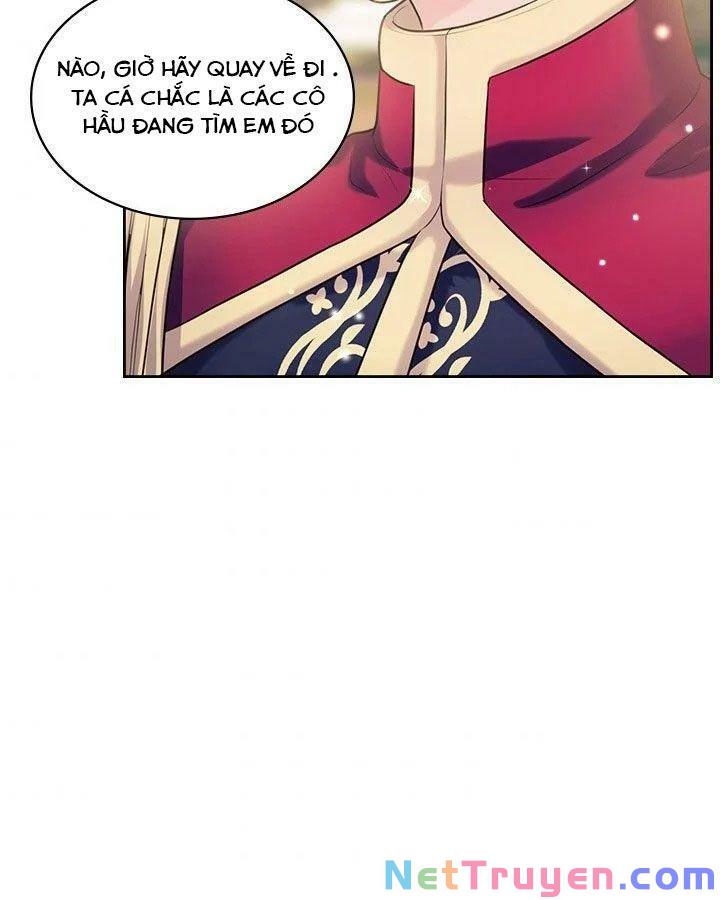 NÀO, GIỜ HÃY QUAY VỀ ĐI .
TA CÁ CHẮC LÀ CÁC CÔ
HẦU ĐANG TÌM EM ĐÓ
NetTruyen.com